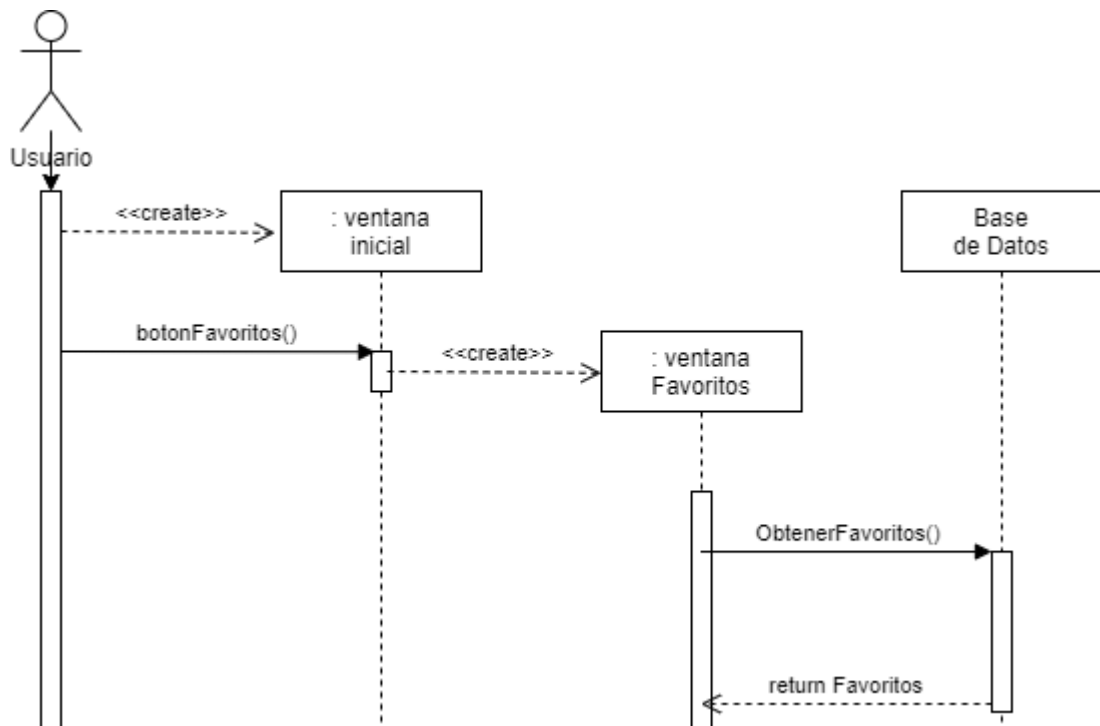 Usuario
<<create>>
: ventana
inicial
Base
de Datos
botonFavoritos()
<<create>>
: ventana
Favoritos
ObtenerFavoritos()
return Favoritos